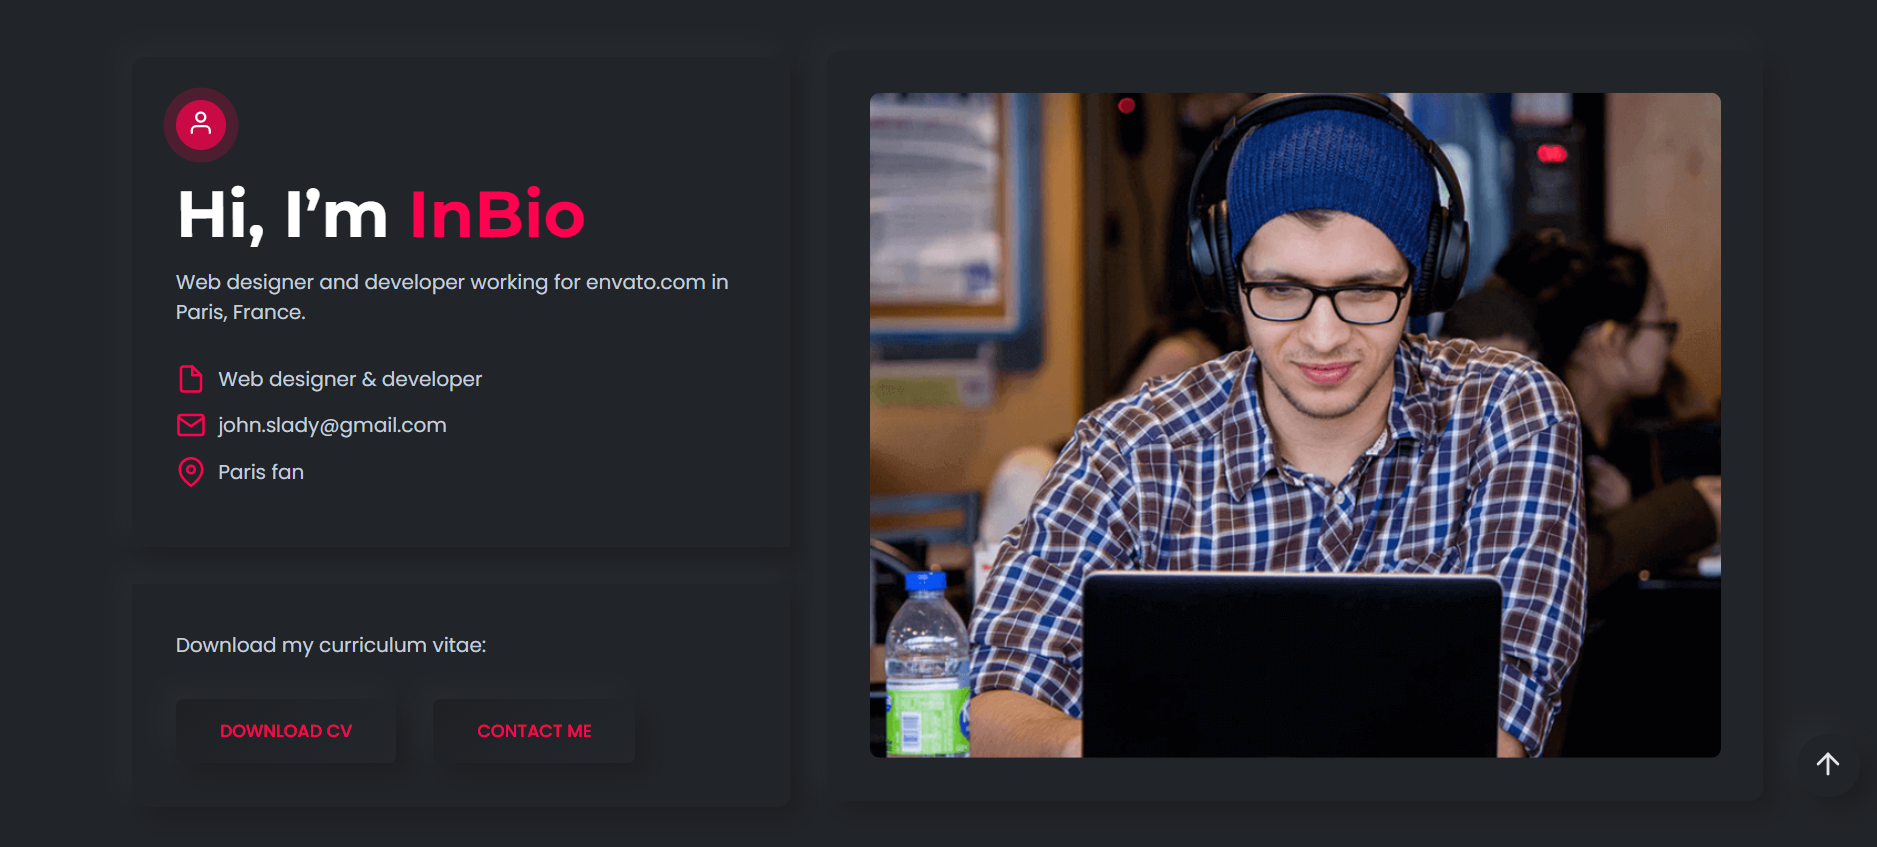 Hi, I’m InBio
Web designer and developer working for envato.com in
Paris, France.
Web designer & developer
john.slady@gmail.com
Paris fan
Download my curriculum vitae:
DOWNLOAD CV
CONTACT ME